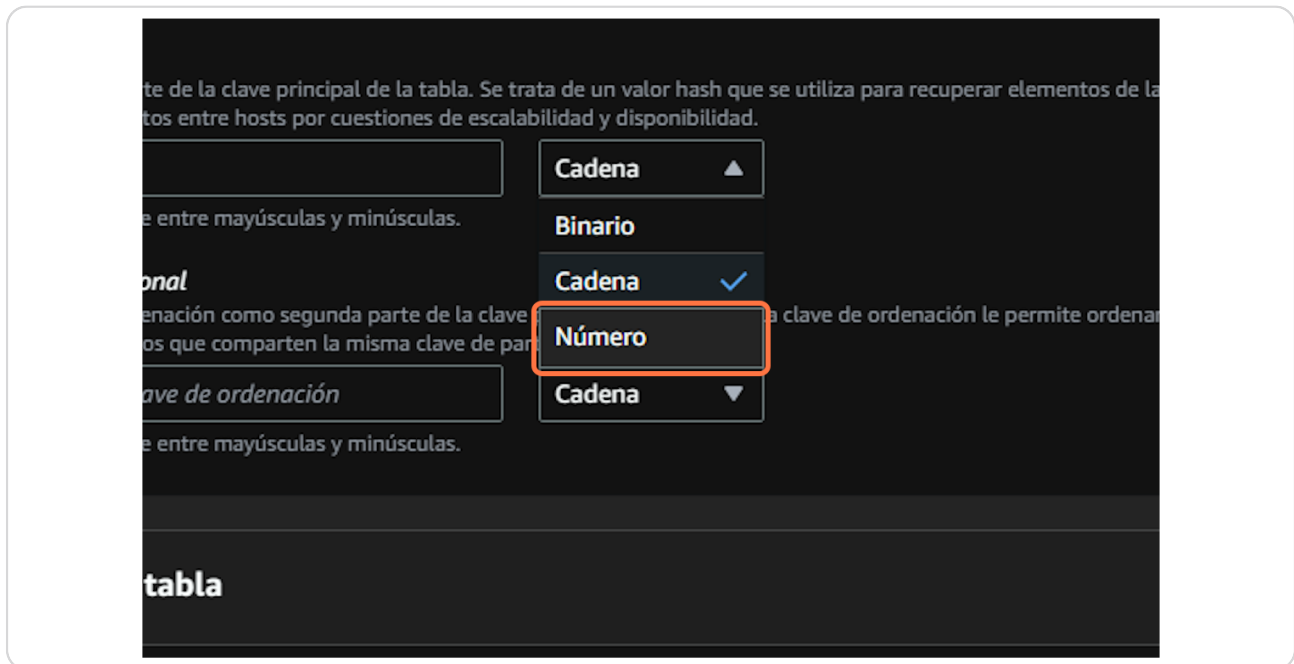 te de la clave principal de la tabla. Se trata de un valor hash que se utiliza para recuperar elementos de la
tos entre hosts por cuestiones de escalabilidad y disponibilidad.
Cadena
e entre mayúsculas y minúsculas.
Binario
onal
Cadena
enación como segunda parte de la clave a clave de ordenación le permite ordenar
os que comparten la misma clave de part
Número
ave de ordenación
Cadena
e entre mayúsculas y minúsculas.
tabla